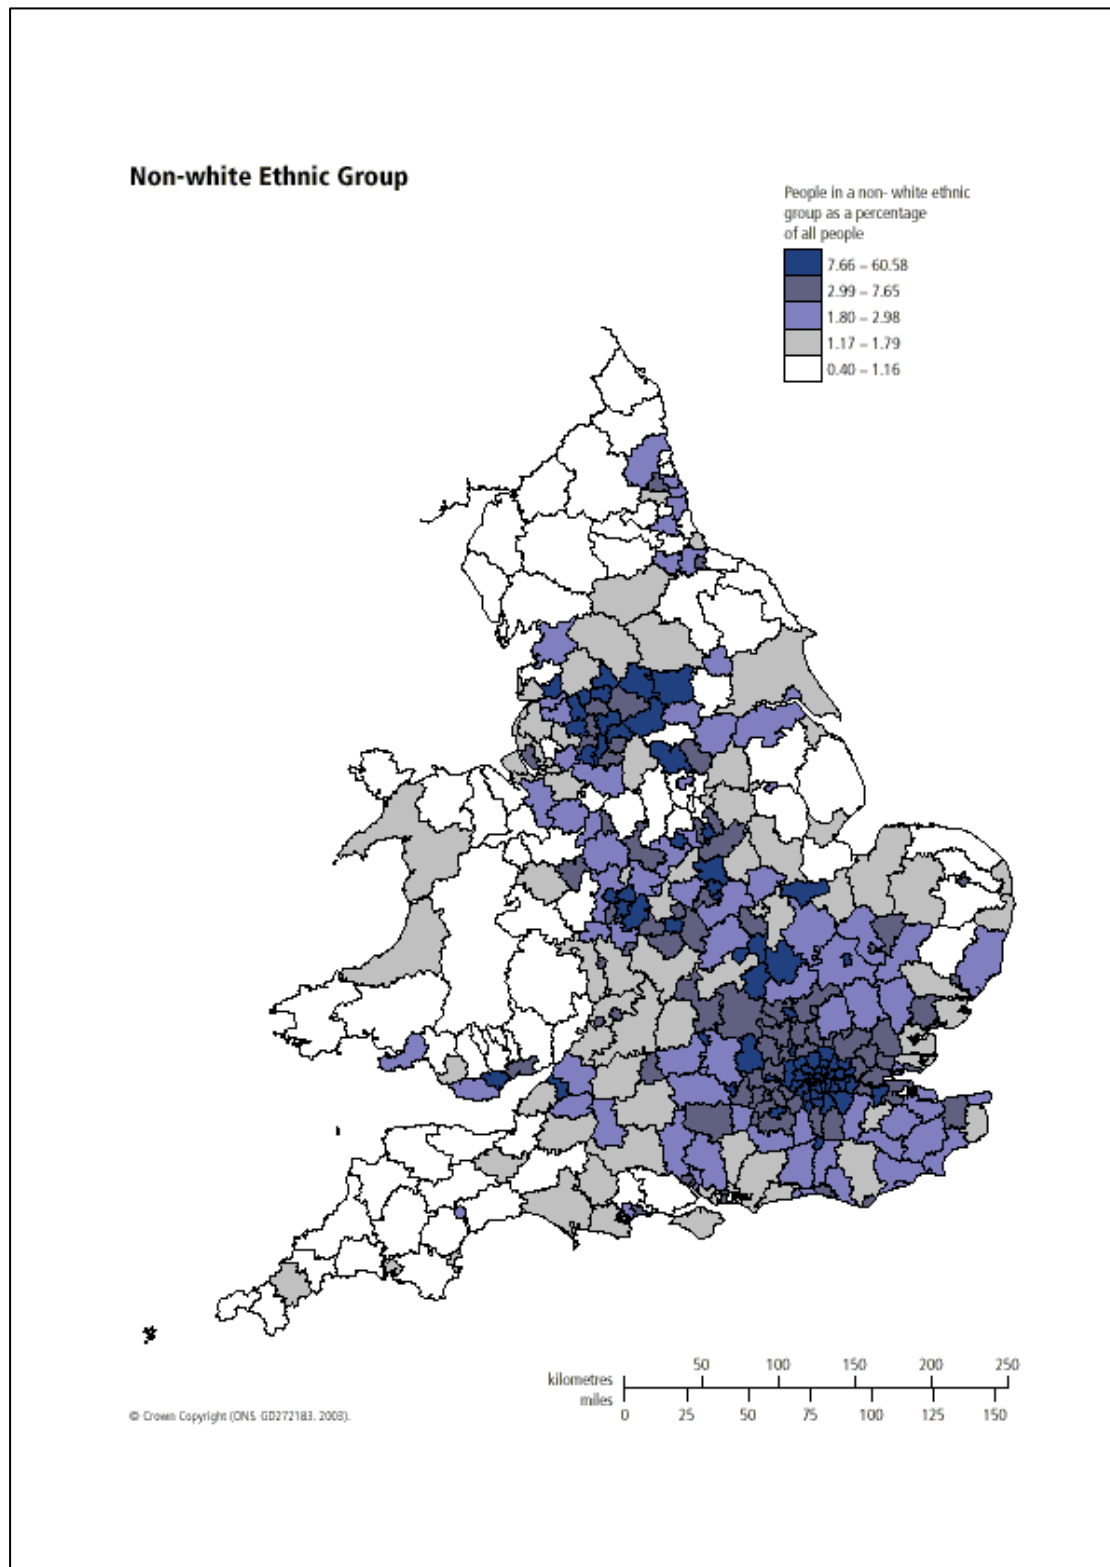 Non-white Ethnic Group
People in a non- white ethnic
group as a percentage
of all people
7.66 – 60.58
2.99 – 7.65
1.80 – 2.98
1.17 – 1.79
0.40 – 1.16
50 100 150 200 250
kilometres
miles
0 25 50 75 100 125 150
© Crown Copyright (ONS. GD272183. 2003).